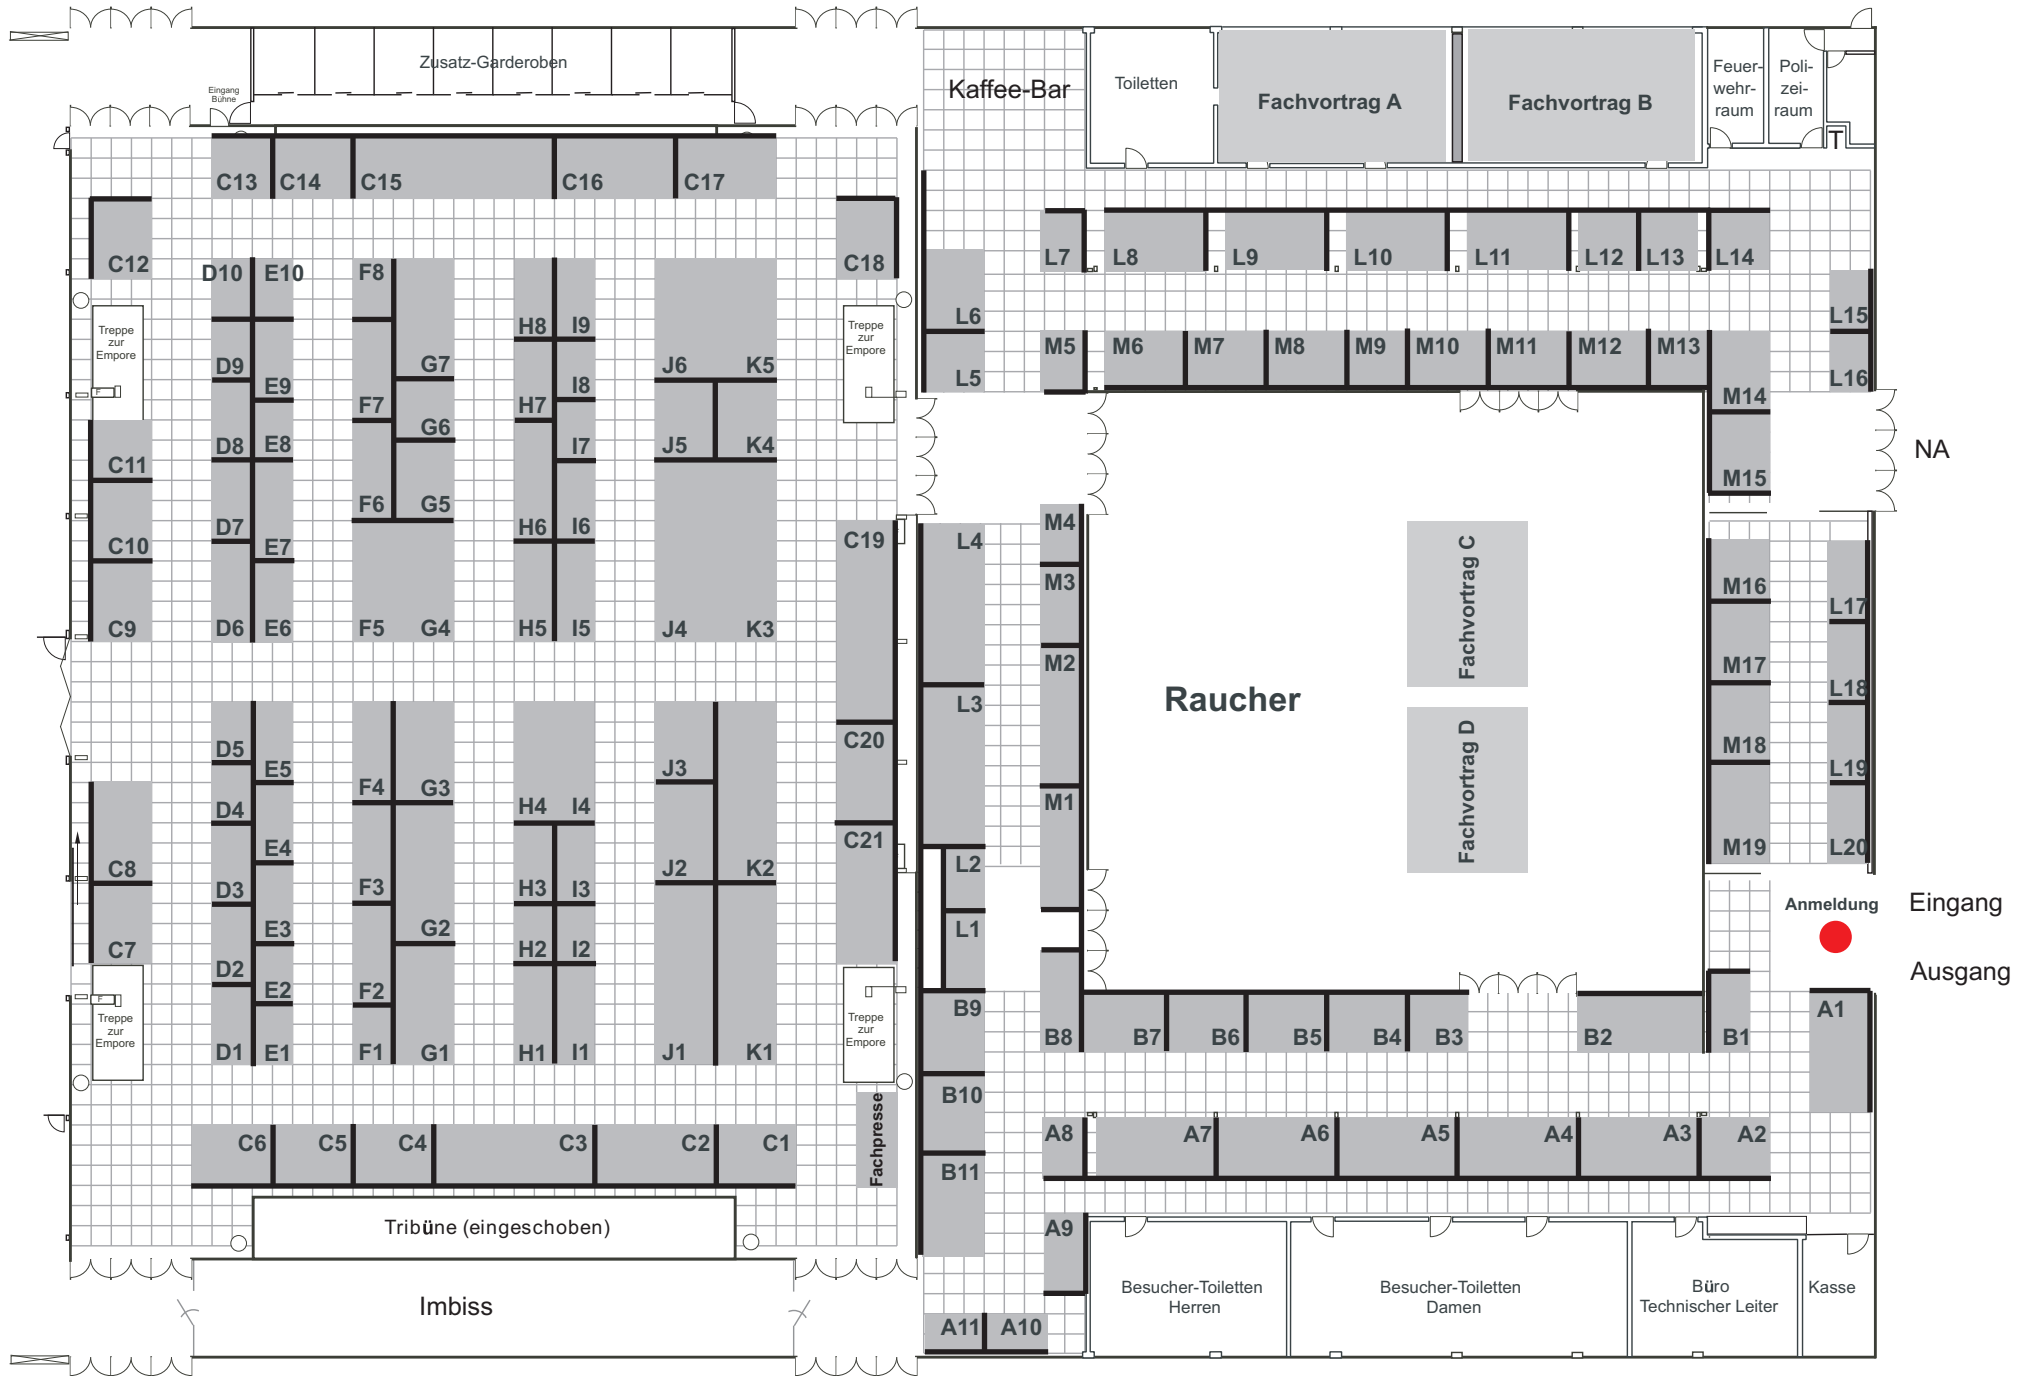 Zusatz-Garderoben
Eingang
Bühne
Kaffee-Bar
Toiletten
Fachvortrag A
Fachvortrag B
Feuer-
wehr-
raum
Poli-
zei-
raum
T
C13 C14 C15 C16 C17
C12
C18
L7 L8 L9 L10 L11 L12 L13 L14
D10 E10 F8
Treppe
zur
Empore
H8 I9
Treppe
zur
Empore
L6
L15
D9 G7 J6 K5
M5 M6 M7 M8 M9 M10 M11 M12 M13
F
E9 I8
L5
L16
F7 H7
M14
G6
D8 E8 I7 J5 K4
NA
C11
M15
F6 G5
D7 H6 I6
M4
C19 L4
Fachvortrag C
C10 E7
M3
M16
L17
C9 D6 E6 F5 G4 H5 I5 J4 K3
M2
M17
L18
Raucher
L3
D5 C20
M18
E5 J3
L19
F4 G3
Fachvortrag D
D4 H4 I4
M1
C21
E4
M19
L20
C8 J2 K2
L2
D3 F3 H3 I3
Anmeldung
Eingang
E3 G2
L1
C7 H2 I2
D2
Ausgang
E2 F2
F
Treppe
zur
Empore
Treppe
zur
Empore
B9
A1
D1 E1 F1 G1 H1 I1 J1 K1
B8 B7 B6 B5 B4 B3 B2 B1
B10
Fachpresse
C6 C5 C4 C3 C2 C1
A8 A7 A6 A5 A4 A3 A2
B11
Tribüne (eingeschoben)
A9
Besucher-Toiletten
Herren
Besucher-Toiletten
Damen
Büro
Technischer Leiter
Kasse
Imbiss
A11 A10